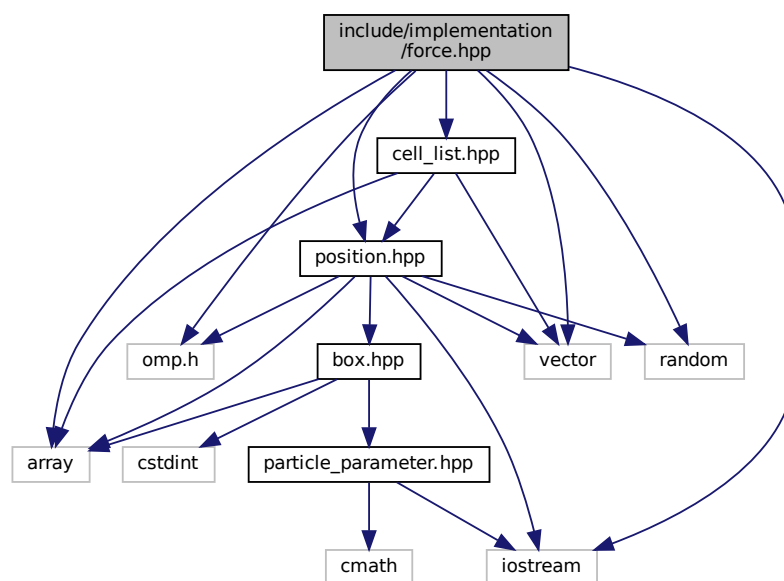 include/implementation
/force.hpp
cell_list.hpp
position.hpp
omp.h
box.hpp
vector
random
array
cstdint
particle_parameter.hpp
cmath
iostream